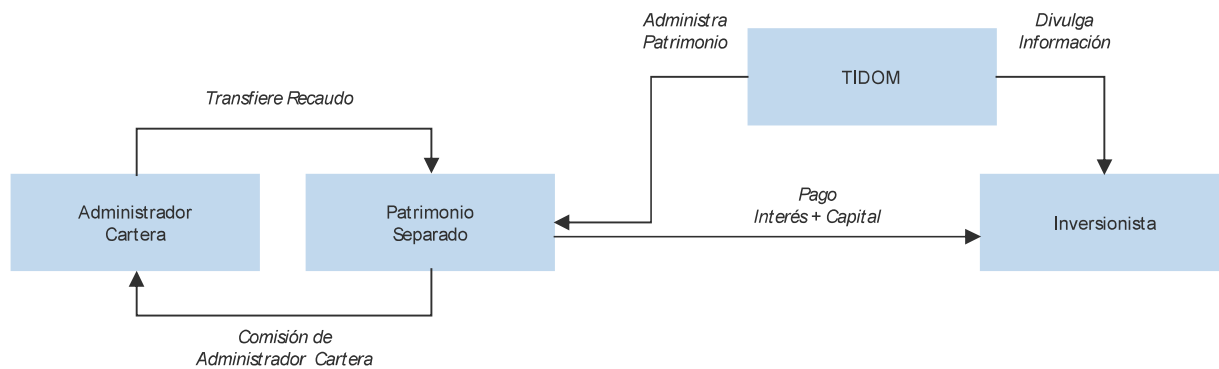 Administra
Patrimonio
Divulga
Información
TIDOM
Transfiere Recaudo
Administrador
Cartera
Patrimonio
Separado
Pago
Interés + Capital
Inversionista
Comisión de
Administrador Cartera